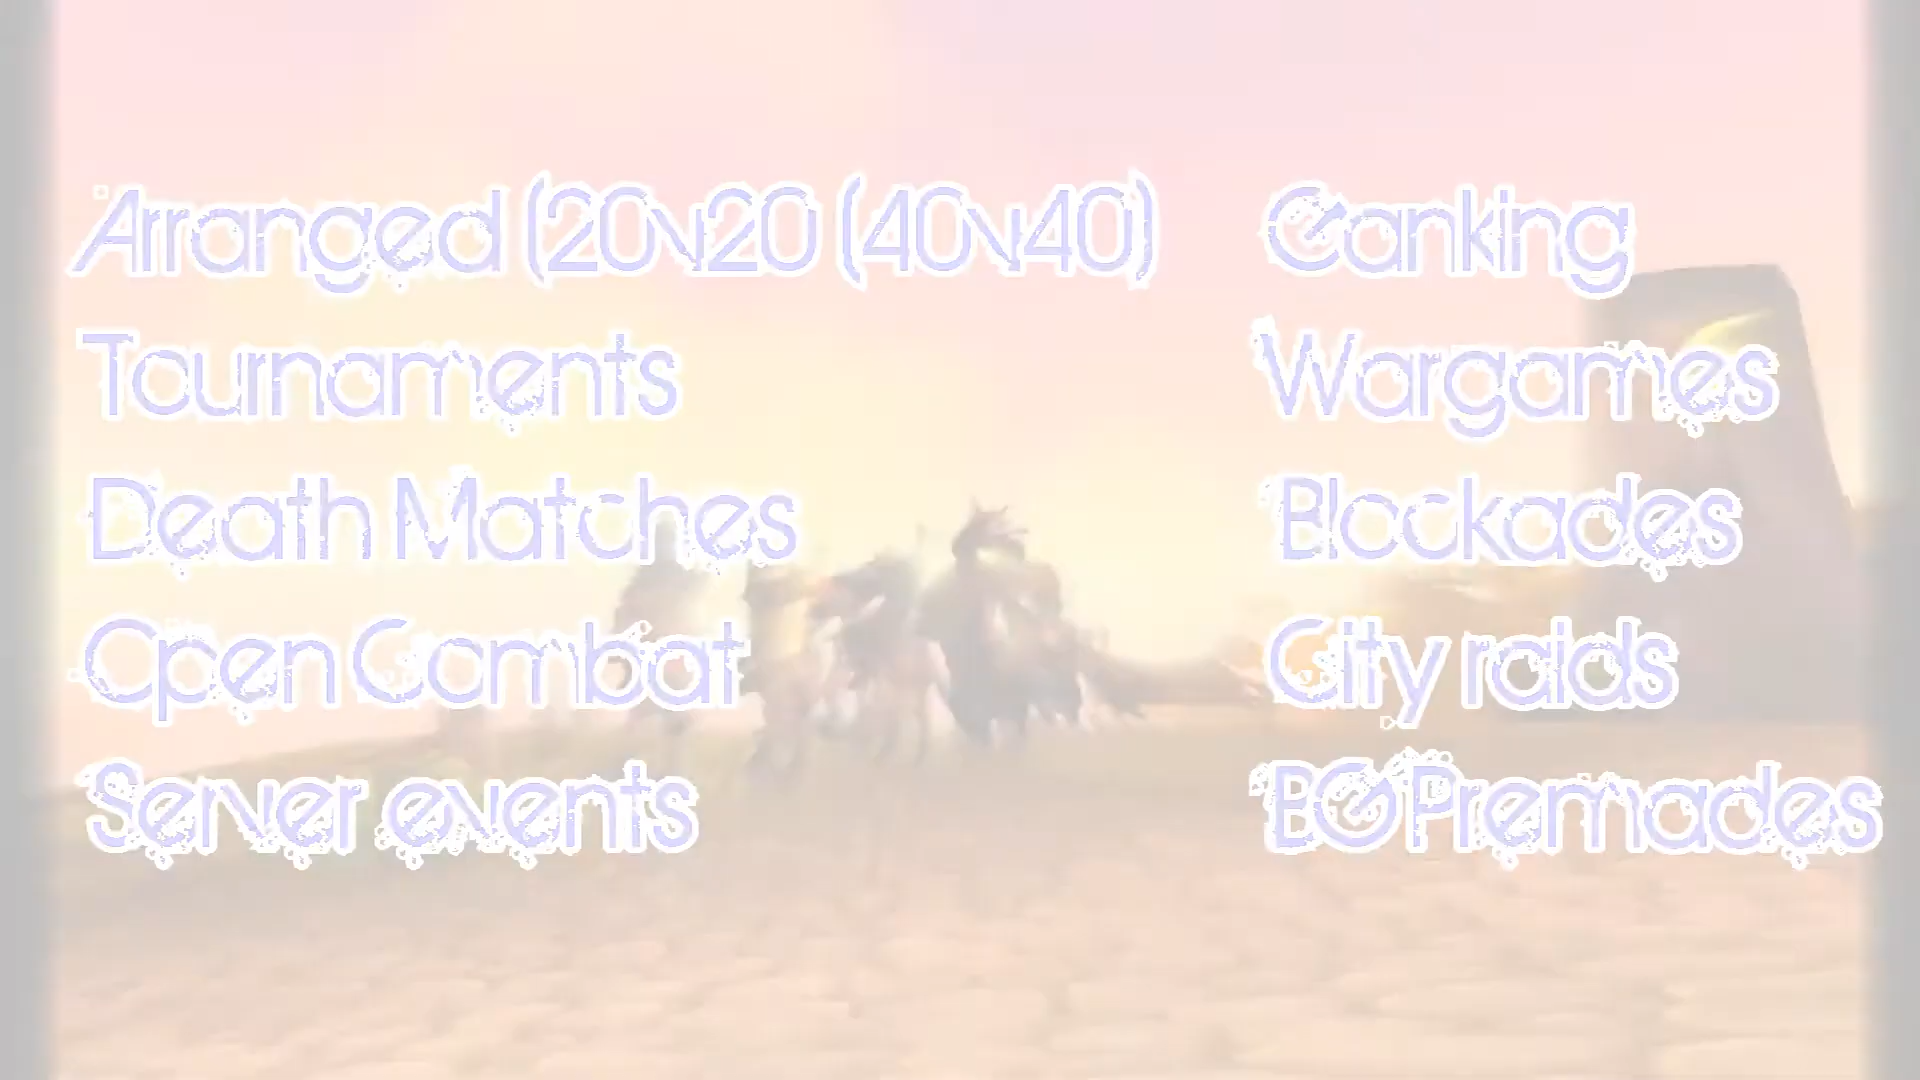 Arranged (20v20 (40v40)
Tournaments
Death Matches
Open Combat
Server events
Ganking
Wargames
Blockades
City raids
BG Premades